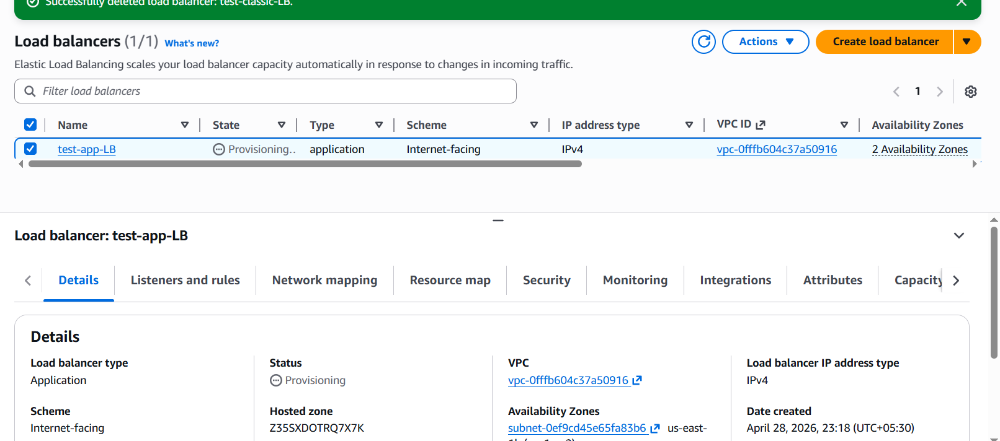 Successfully deleted load balancer: test-classic-LB.
Load balancers (1/1) What's new?
Actions
Create load balancer
Elastic Load Balancing scales your load balancer capacity automatically in response to changes in incoming traffic.
Filter load balancers
1
Name State Type Scheme IP address type VPC ID Availability Zones
test-app-LB Provisioning.. application Internet-facing IPv4 vpc-0fffb604c37a50916 2 Availability Zones
Load balancer: test-app-LB
Details Listeners and rules Network mapping Resource map Security Monitoring Integrations Attributes Capacity
Details
Load balancer type Status VPC Load balancer IP address type
Application Provisioning vpc-0fffb604c37a50916 IPv4
Scheme Hosted zone Availability Zones Date created
Internet-facing Z35SXDOTRQ7X7K subnet-0ef9cd45e65fa83b6 us-east- April 28, 2026, 23:18 (UTC+05:30)